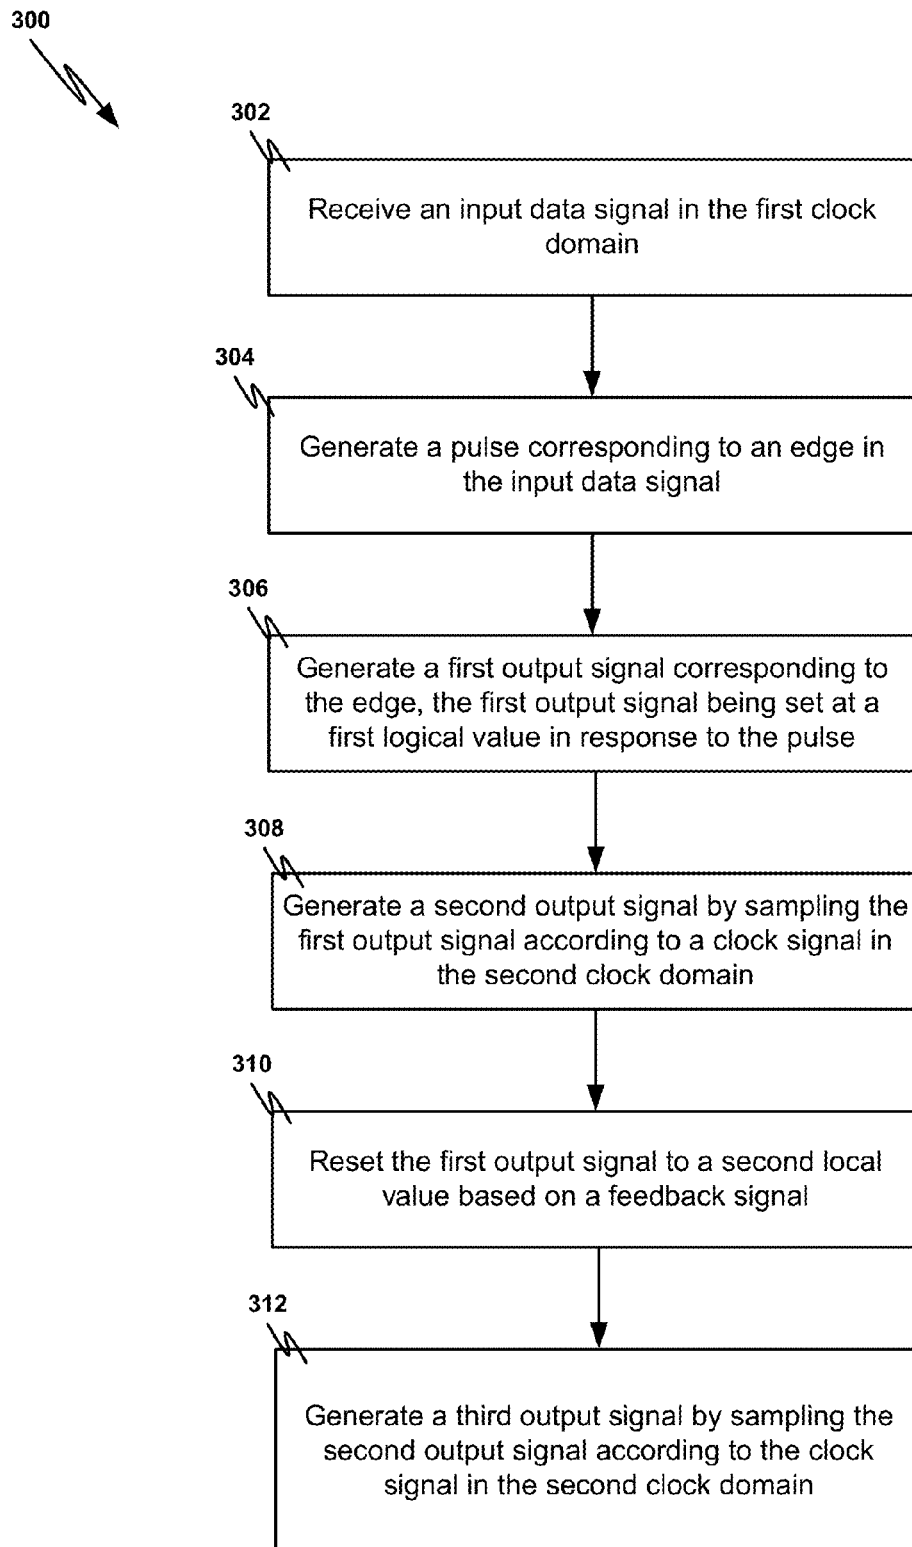 300
302
Receive an input data signal in the first clock
domain
304
Generate a pulse corresponding to an edge in
the input data signal
306
Generate a first output signal corresponding to
the edge, the first output signal being set at a
first logical value in response to the pulse
308
Generate a second output signal by sampling the
first output signal according to a clock signal in
the second clock domain
310
Reset the first output signal to a second local
value based on a feedback signal
312
Generate a third output signal by sampling the
second output signal according to the clock
signal in the second clock domain